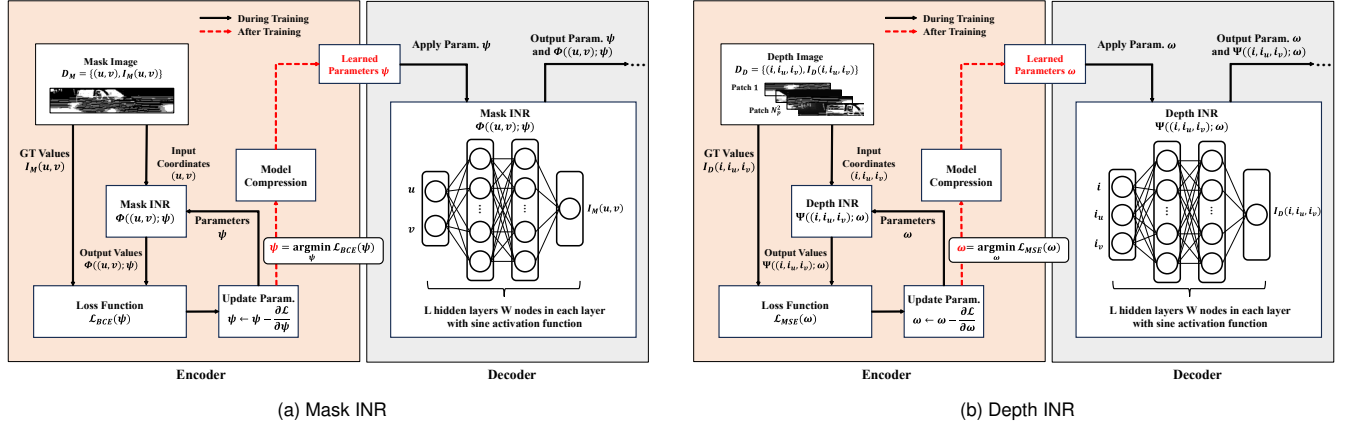 During Training
After Training
Mask Image
D_M = {(u, v), I_M(u, v)}
GT Values
I_M(u, v)
Input
Coordinates
(u, v)
Mask INR
Φ((u, v); ψ)
Parameters
ψ
Output Values
Φ((u, v); ψ)
Loss Function
ℒ_BCE(ψ)
Update Param.
ψ ← ψ − ∂ℒ/∂ψ
ψ = argmin ℒ_BCE(ψ)
ψ
Model
Compression
Learned
Parameters ψ
Encoder
Apply Param. ψ
Output Param. ψ
and Φ((u, v); ψ)
....
Mask INR
Φ((u, v); ψ)
u
v
...
...
I_M(u, v)
L hidden layers W nodes in each layer
with sine activation function
Decoder
(a) Mask INR
During Training
After Training
Depth Image
D_D = {(i, i_u, i_v), I_D(i, i_u, i_v)}
Patch 1
Patch N_p^2
GT Values
I_D(i, i_u, i_v)
Input
Coordinates
(i, i_u, i_v)
Depth INR
Ψ((i, i_u, i_v); ω)
Parameters
ω
Output Values
Ψ((i, i_u, i_v); ω)
Loss Function
ℒ_MSE(ω)
Update Param.
ω ← ω − ∂ℒ/∂ω
ω = argmin ℒ_MSE(ω)
ω
Model
Compression
Learned
Parameters ω
Encoder
Apply Param. ω
Output Param. ω
and Ψ((i, i_u, i_v); ω)
....
Depth INR
Ψ((i, i_u, i_v); ω)
i
i_u
i_v
...
...
I_D(i, i_u, i_v)
L hidden layers W nodes in each layer
with sine activation function
Decoder
(b) Depth INR